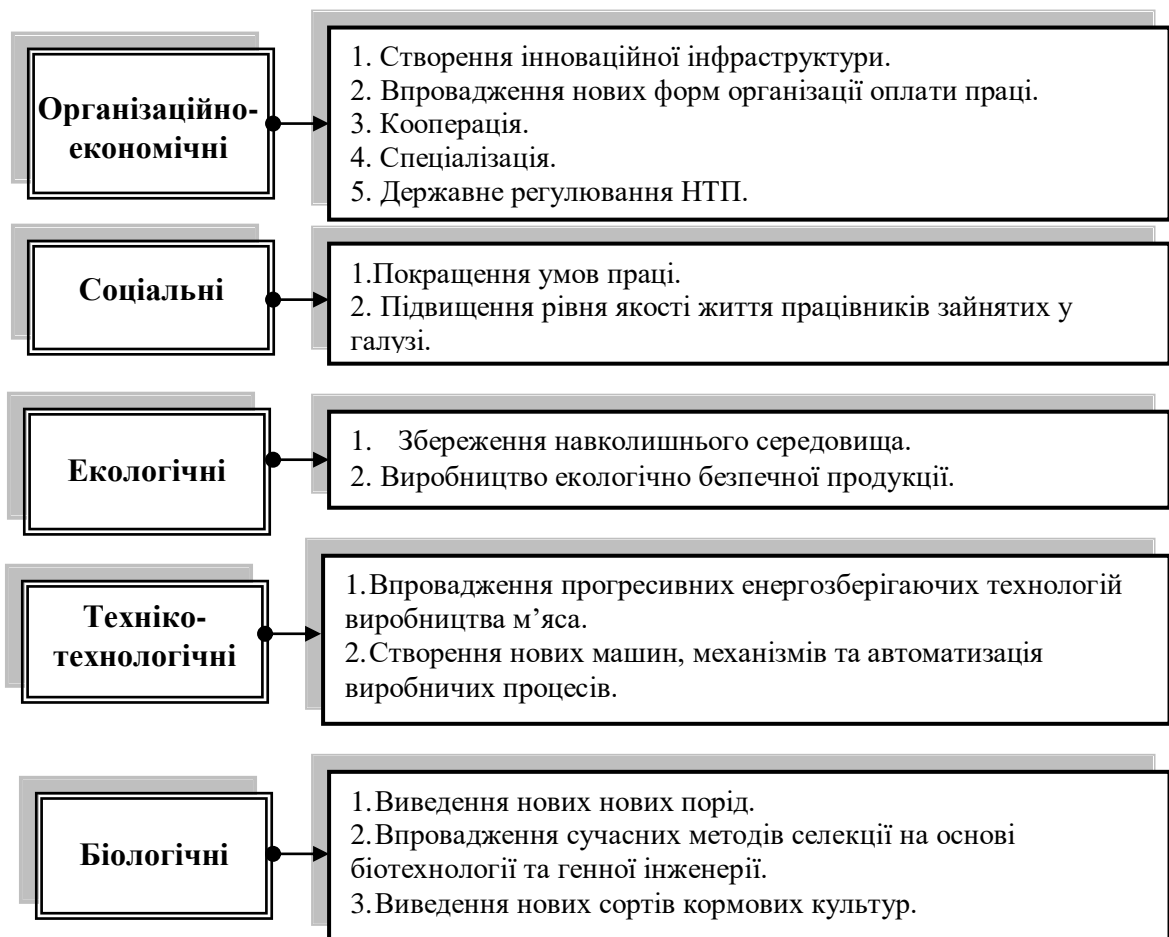 Організаційно-
економічні
1. Створення інноваційної інфраструктури.
2. Впровадження нових форм організації оплати праці.
3. Кооперація.
4. Спеціалізація.
5. Державне регулювання НТП.
Соціальні
1.Покращення умов праці.
2. Підвищення рівня якості життя працівників зайнятих у
галузі.
Екологічні
1. Збереження навколишнього середовища.
2. Виробництво екологічно безпечної продукції.
Техніко-
технологічні
1.Впровадження прогресивних енергозберігаючих технологій
виробництва м’яса.
2.Створення нових машин, механізмів та автоматизація
виробничих процесів.
Біологічні
1.Виведення нових нових порід.
2.Впровадження сучасних методів селекції на основі
біотехнології та генної інженерії.
3.Виведення нових сортів кормових культур.